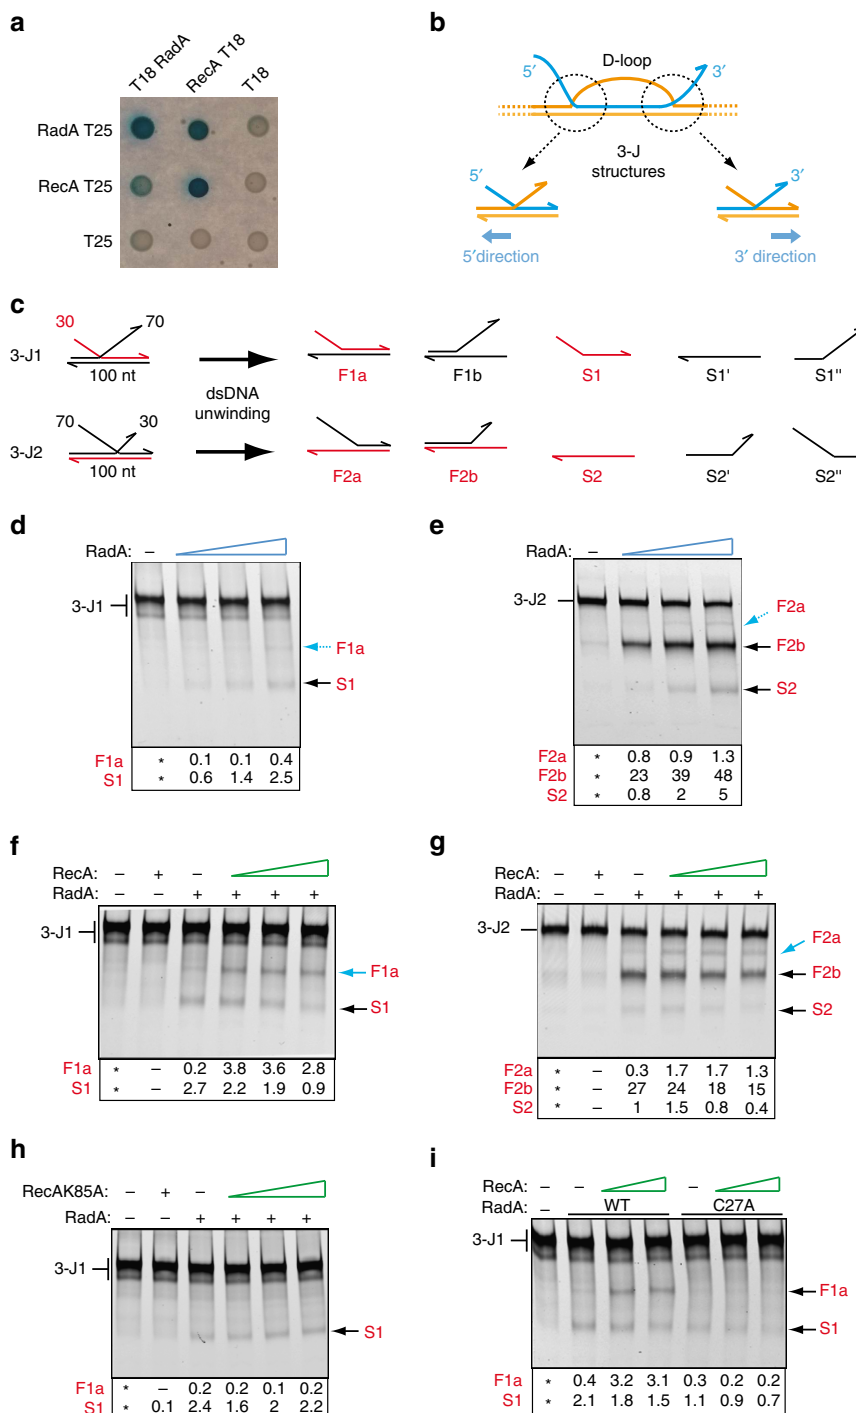 a
T18 RadA
RecA T18
T18
RadA T25
RecA T25
T25
b
D-loop
5′
3′
3-J
structures
5′
3′
5′direction
3′ direction
c
30
70
3-J1
100 nt
dsDNA
unwinding
F1a
F1b
S1
S1'
S1''
70
30
3-J2
100 nt
F2a
F2b
S2
S2'
S2''
d
RadA: –
3-J1
F1a
S1
F1a * 0.1 0.1 0.4
S1 * 0.6 1.4 2.5
e
RadA: –
3-J2
F2a
F2b
S2
F2a * 0.8 0.9 1.3
F2b * 23 39 48
S2 * 0.8 2 5
f
RecA: – + –
RadA: – – + + + +
3-J1
F1a
S1
F1a * – 0.2 3.8 3.6 2.8
S1 * – 2.7 2.2 1.9 0.9
g
RecA: – + –
RadA: – – + + + +
3-J2
F2a
F2b
S2
F2a * – 0.3 1.7 1.7 1.3
F2b * – 27 24 18 15
S2 * – 1 1.5 0.8 0.4
h
RecAK85A: – + –
RadA: – – + + + +
3-J1
S1
F1a * – 0.2 0.2 0.1 0.2
S1 * 0.1 2.4 1.6 2 2.2
i
RecA: – – –
RadA: – WT C27A
3-J1
F1a
S1
F1a * 0.4 3.2 3.1 0.3 0.2 0.2
S1 * 2.1 1.8 1.5 1.1 0.9 0.7